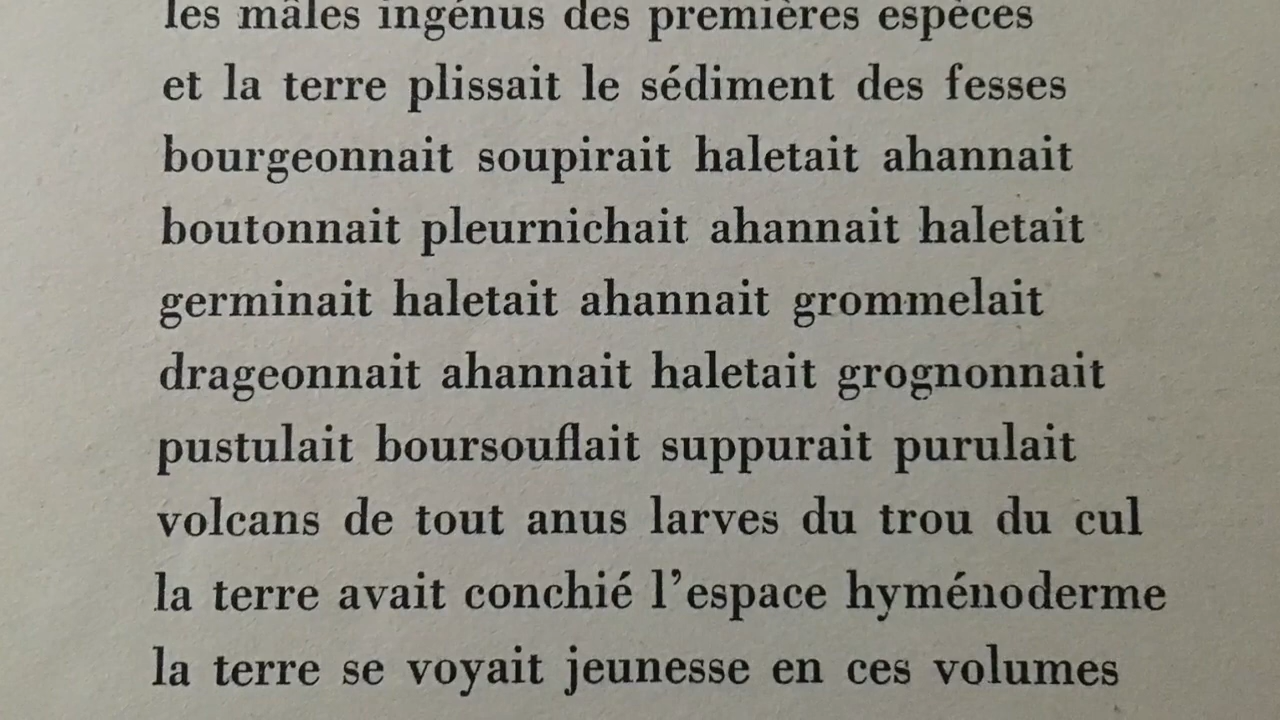 les mâles ingénus des premières espèces
et la terre plissait le sédiment des fesses
bourgeonnait soupirait haletait ahannait
boutonnait pleurnichait ahannait haletait
germinait haletait ahannait grommelait
drageonnait ahannait haletait grognonnait
pustulait boursouflait suppurait purulait
volcans de tout anus larves du trou du cul
la terre avait conchié l’espace hyménoderme
la terre se voyait jeunesse en ces volumes